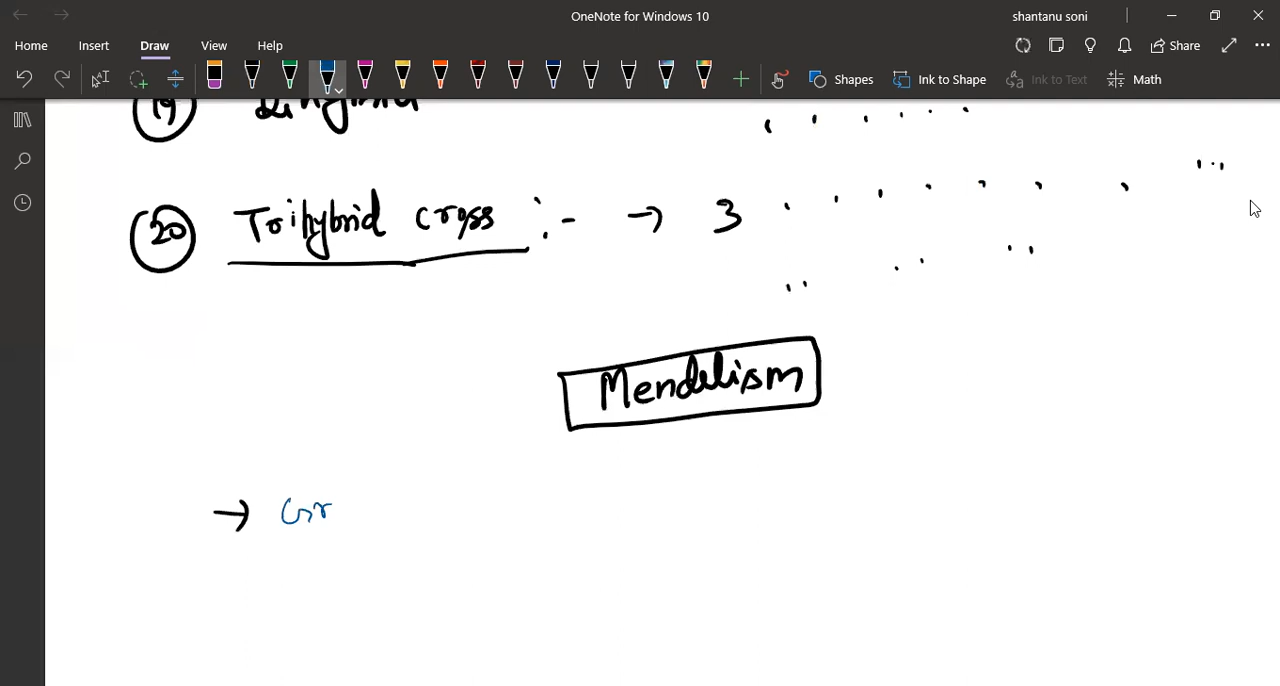 OneNote for Windows 10
shantanu soni
Home Insert Draw View Help
Share
Shapes Ink to Shape Ink to Text Math
19
20 Trihybrid cross :- → 3
Mendelism
→ Gr